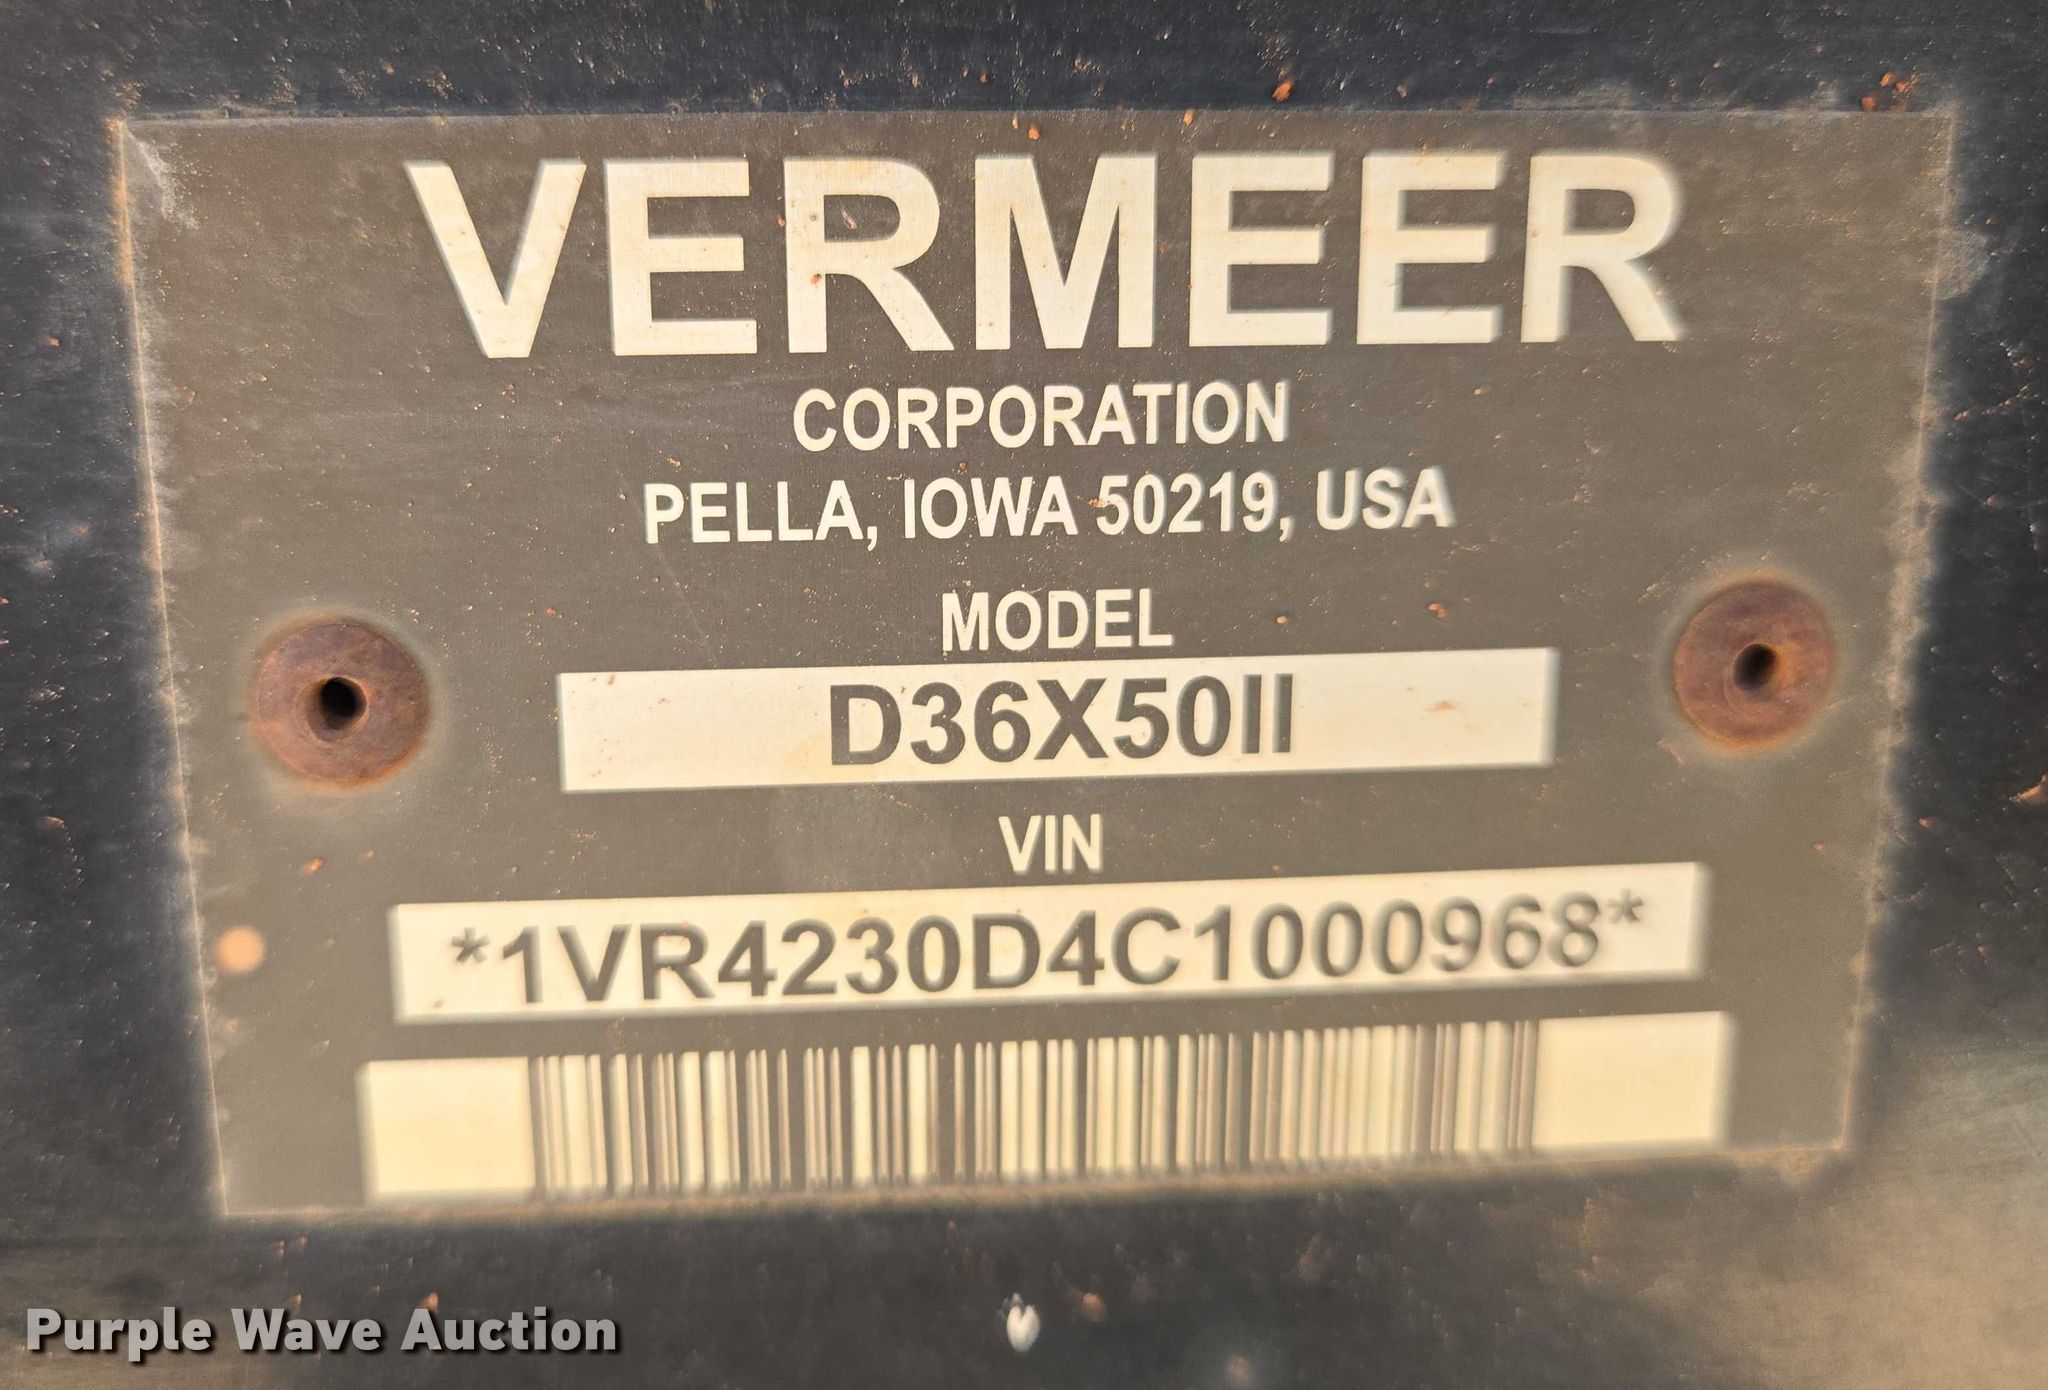 VERMEER
CORPORATION
PELLA, IOWA 50219, USA
MODEL
D36X50II
VIN
*1VR4230D4C1000968*
Purple Wave Auction